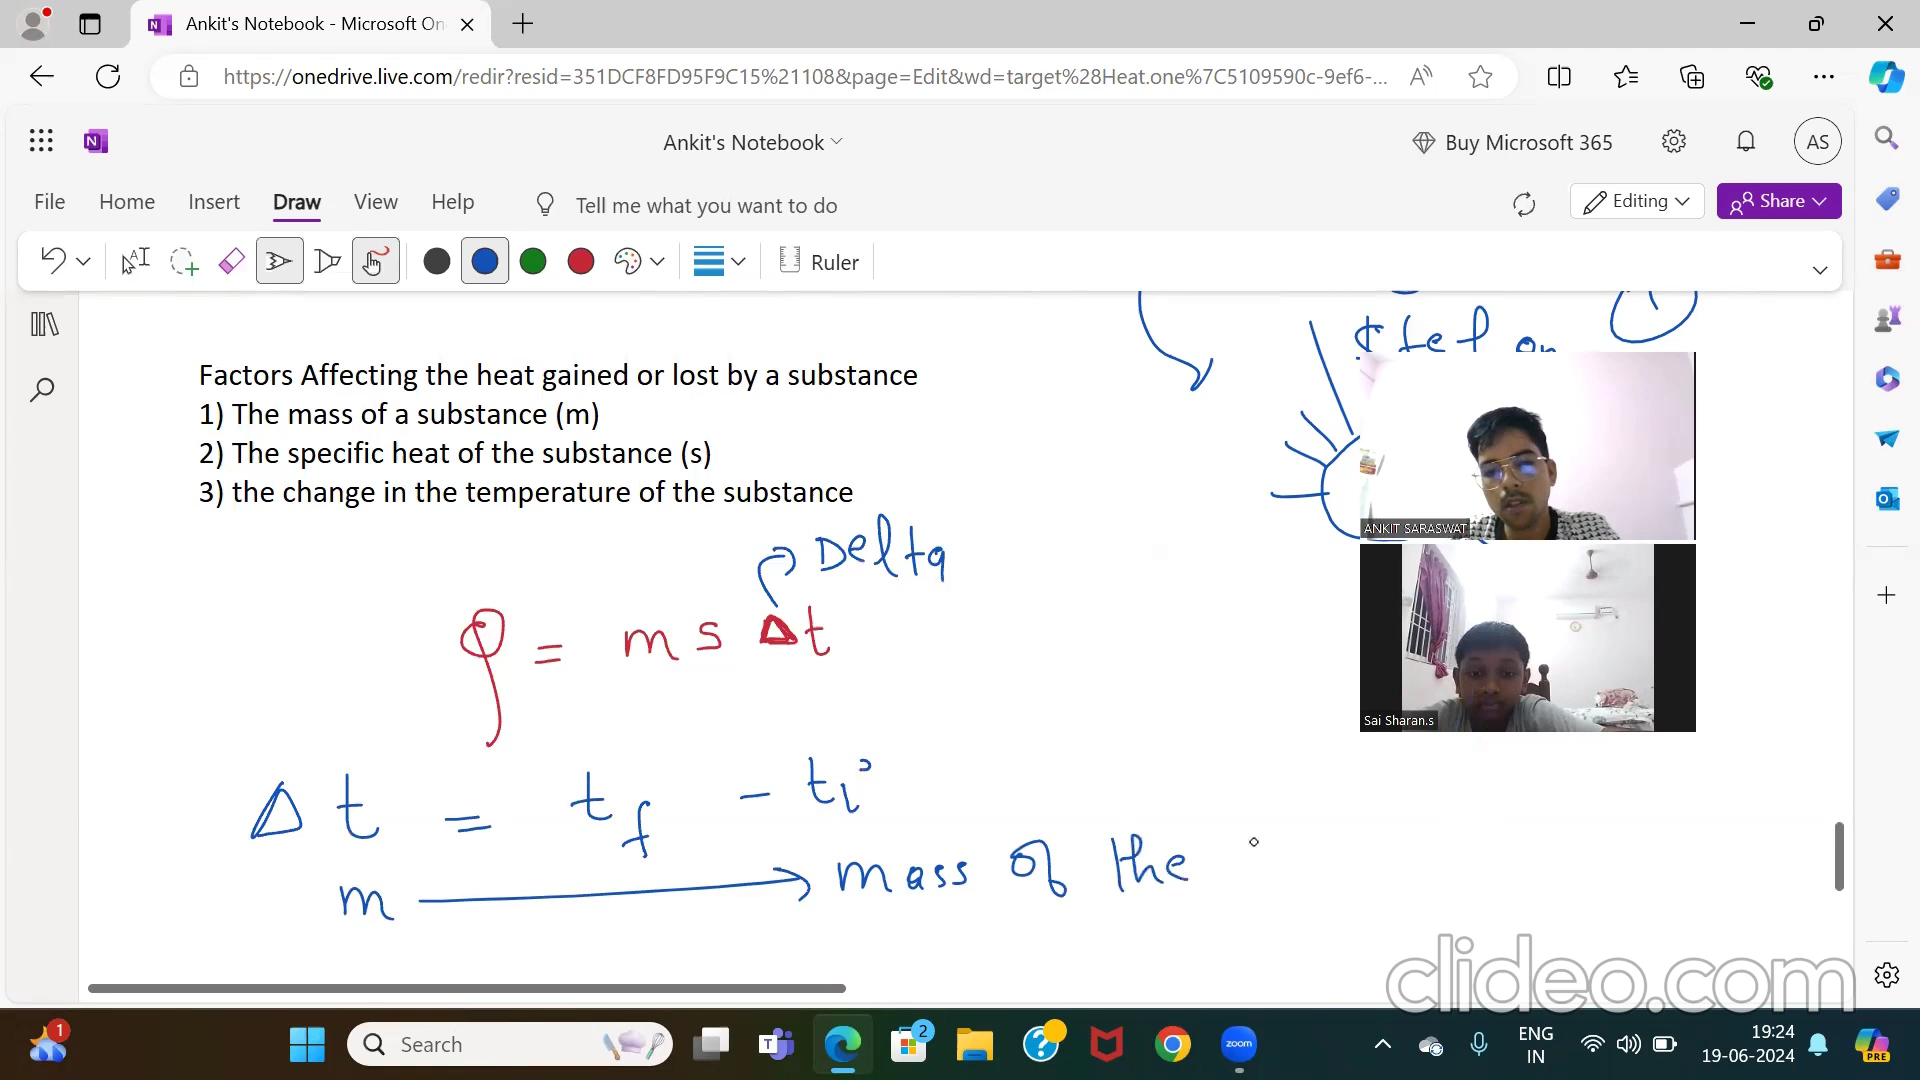 Ankit's Notebook - Microsoft On
https://onedrive.live.com/redir?resid=351DCF8FD95F9C15%21108&page=Edit&wd=target%28Heat.one%7C5109590c-9ef6-...
Ankit's Notebook
Buy Microsoft 365
AS
File Home Insert Draw View Help Tell me what you want to do
Editing
Share
Ruler
Factors Affecting the heat gained or lost by a substance
1) The mass of a substance (m)
2) The specific heat of the substance (s)
3) the change in the temperature of the substance
Delta
Q = m s Δt
Δ t = tf - ti
m → mass of the
ANKIT SARASWAT
Sai Sharan.s
clideo.com
1
Search
2
zoom
ENG
IN
19:24
19-06-2024
PRE